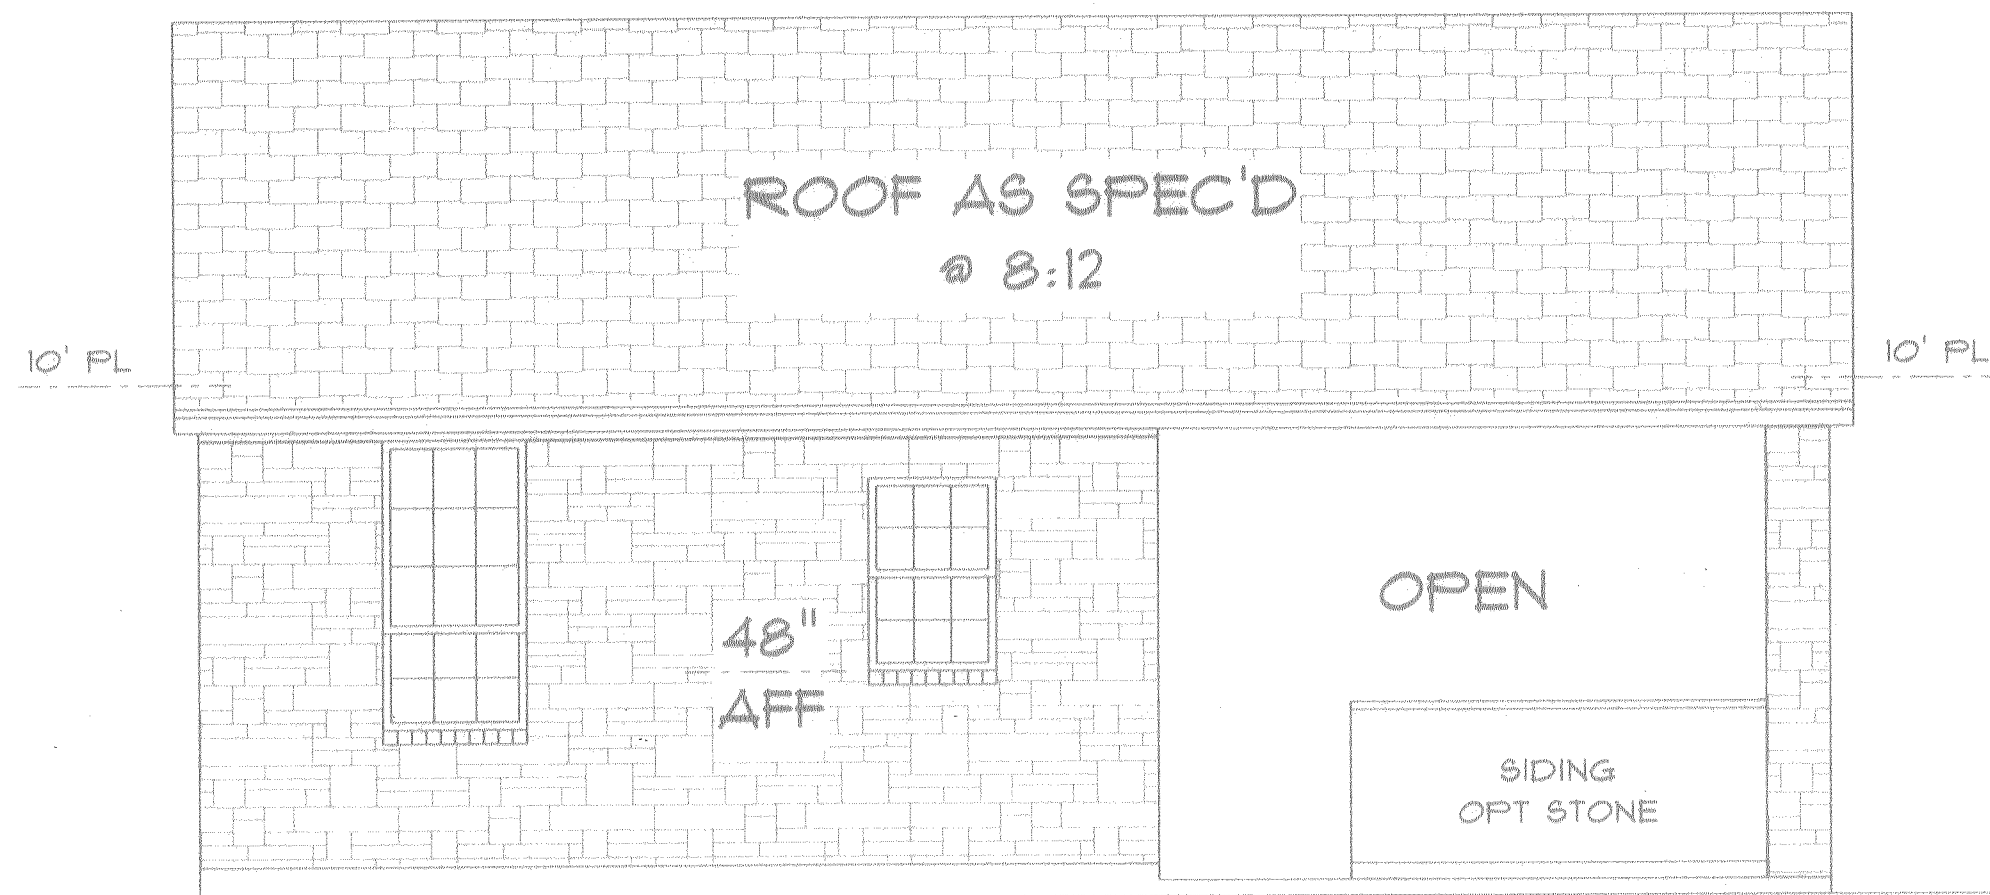 ROOF AS SPEC'D
@ 8:12
10' PL
10' PL
48"
AFF
OPEN
SIDING
OPT STONE